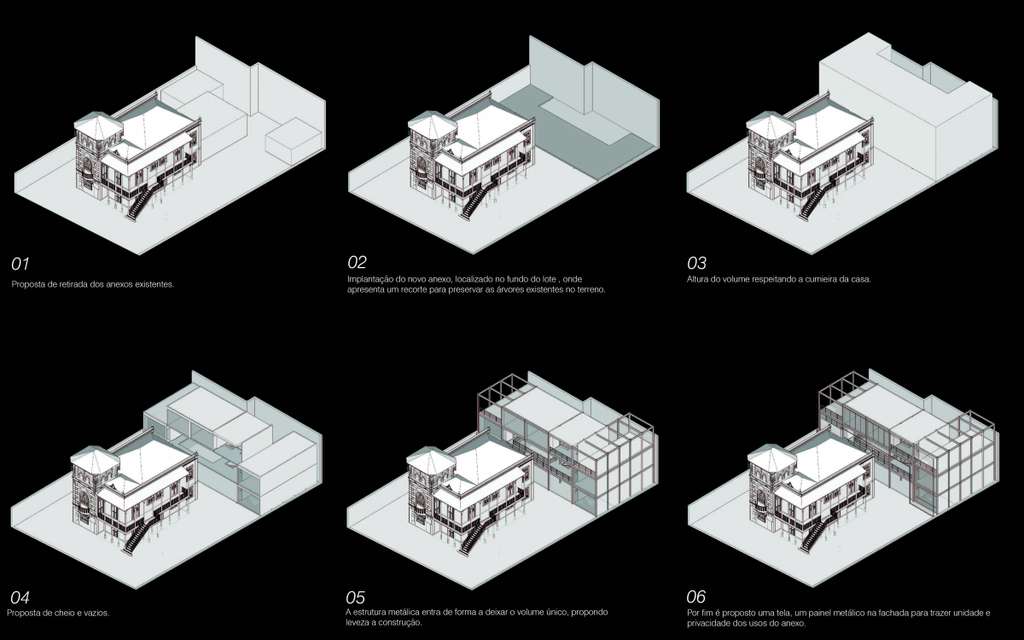 01
Proposta de retirada dos anexos existentes.
02
Implantação do novo anexo, localizado no fundo do lote , onde
apresenta um recorte para preservar as árvores existentes no terreno.
03
Altura do volume respeitando a cumieira da casa.
04
Proposta de cheio e vazios.
05
A estrutura metálica entra de forma a deixar o volume único, propondo
leveza a construção.
06
Por fim é proposto uma tela, um painel metálico na fachada para trazer unidade e
privacidade dos usos do anexo.